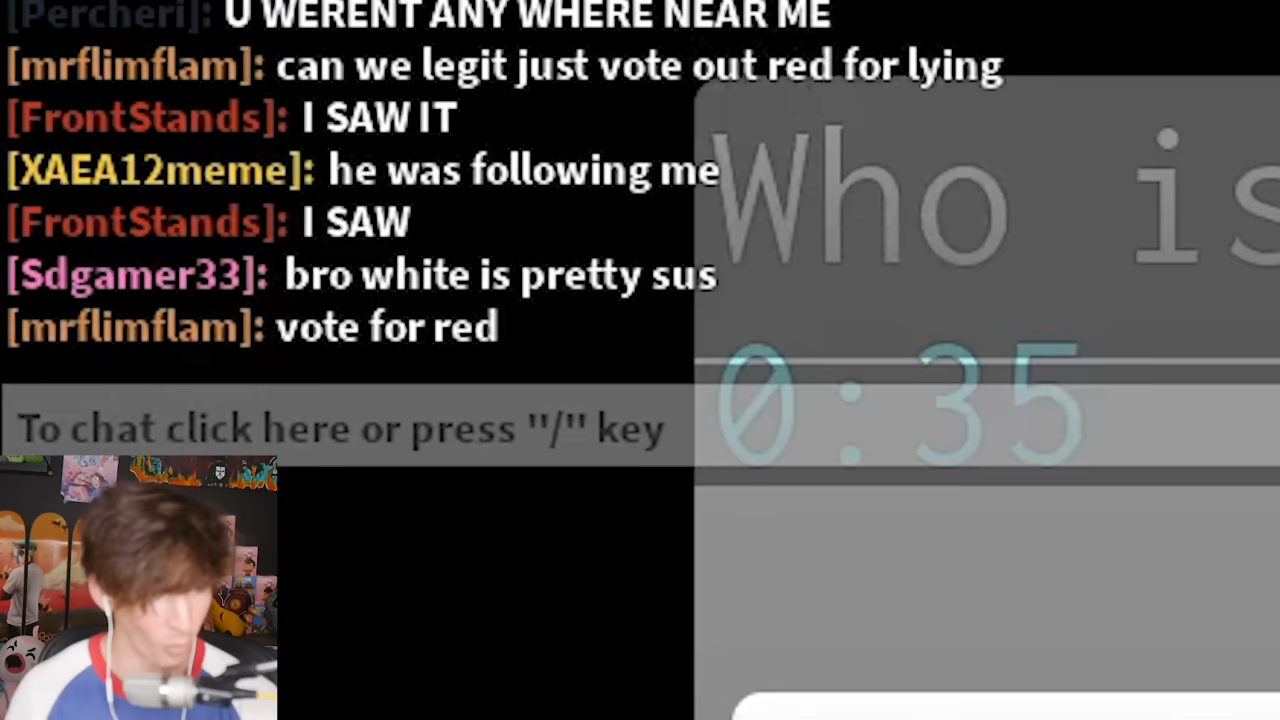 [Percheri]: U WERENT ANY WHERE NEAR ME
[mrflimflam]: can we legit just vote out red for lying
[FrontStands]: I SAW IT
[XAEA12meme]: he was following me
[FrontStands]: I SAW
[Sdgamer33]: bro white is pretty sus
[mrflimflam]: vote for red
Who is
0:35
To chat click here or press "/" key